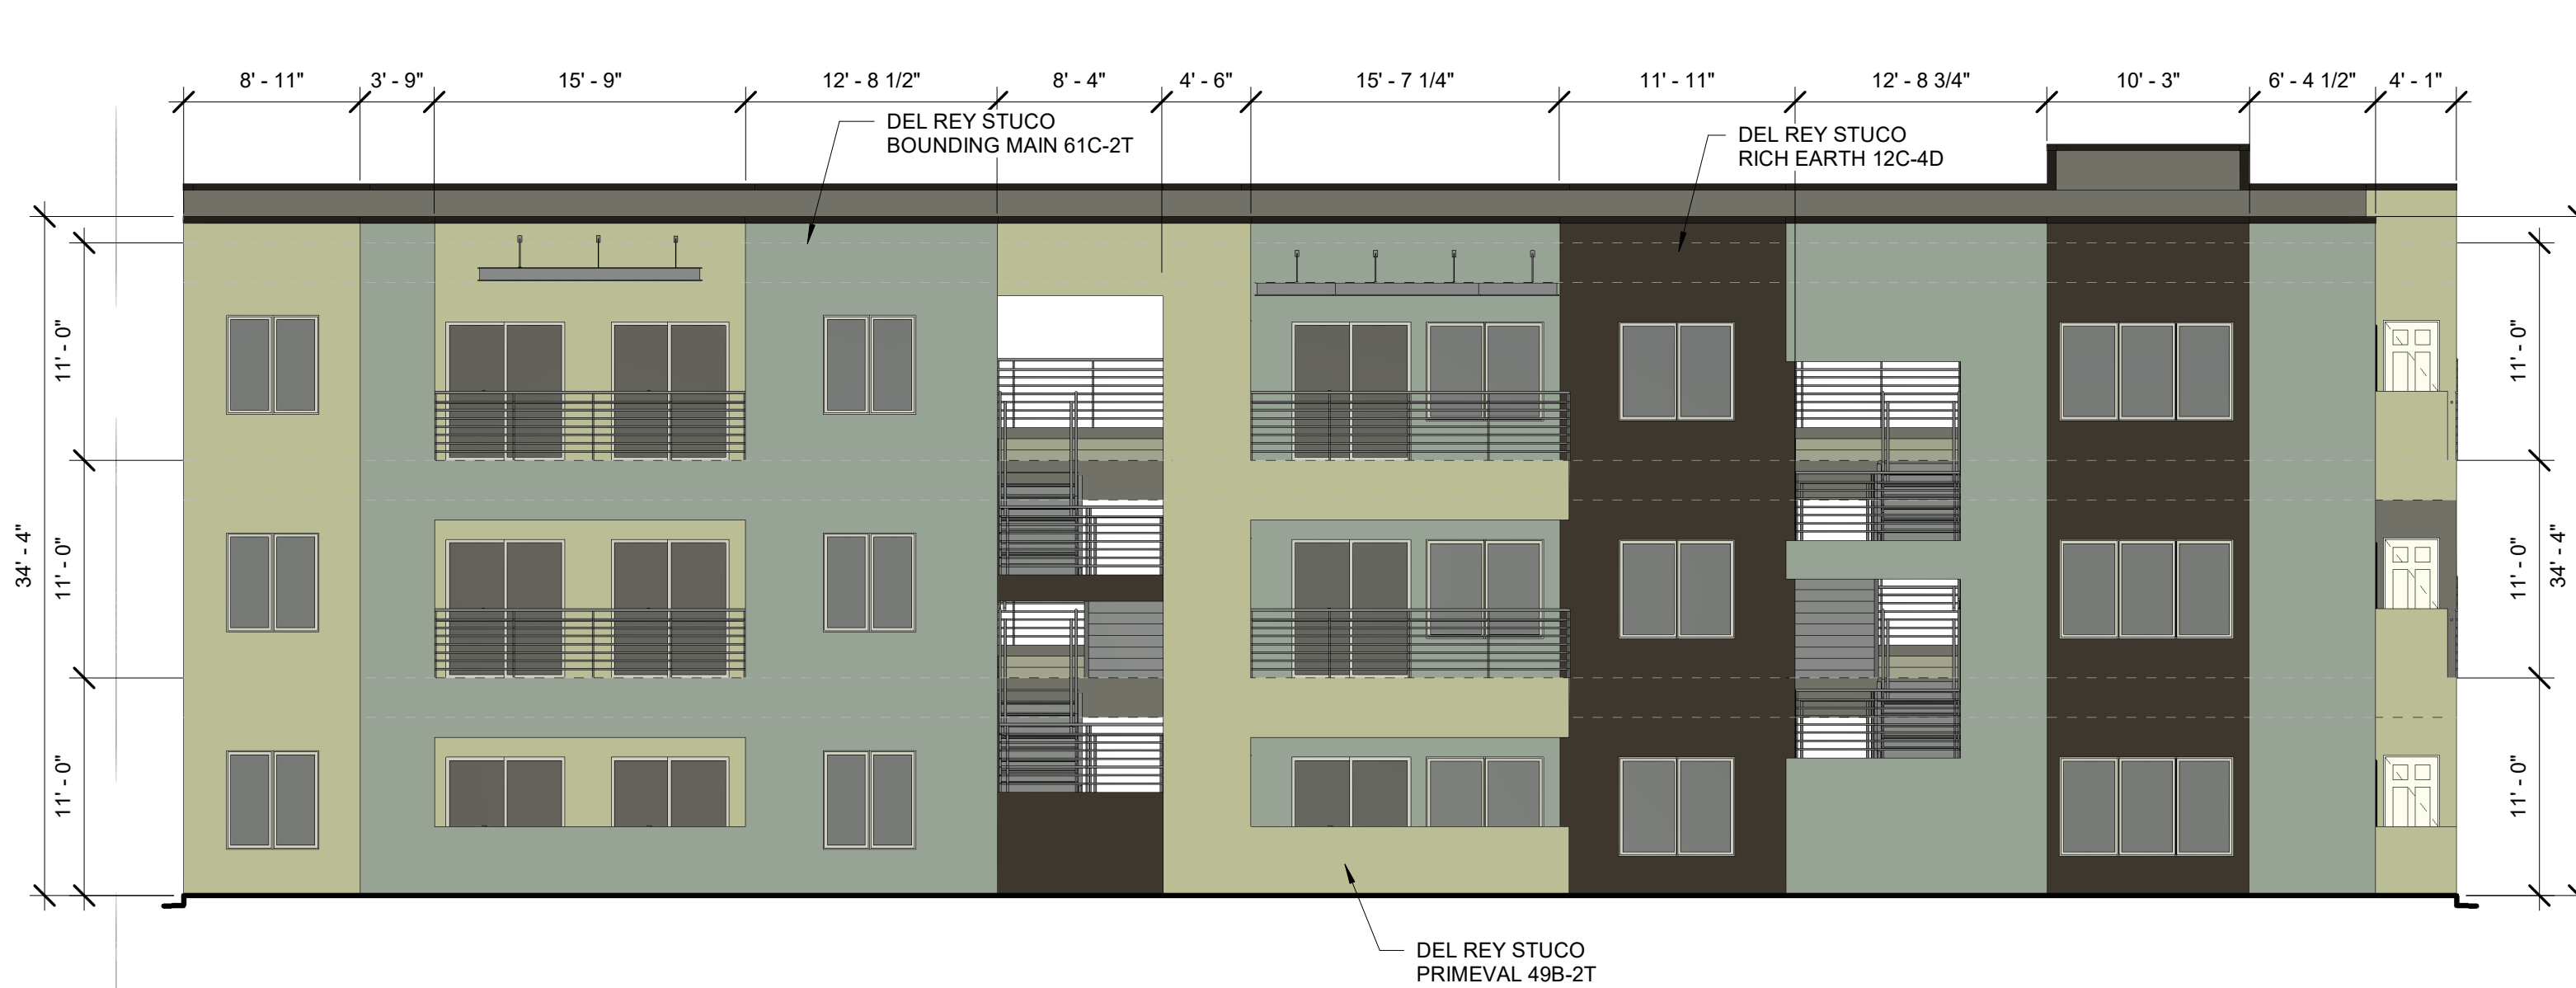 8' - 11"
3' - 9"
15' - 9"
12' - 8 1/2"
8' - 4"
4' - 6"
15' - 7 1/4"
11' - 11"
12' - 8 3/4"
10' - 3"
6' - 4 1/2"
4' - 1"
DEL REY STUCO
BOUNDING MAIN 61C-2T
DEL REY STUCO
RICH EARTH 12C-4D
11' - 0"
11' - 0"
11' - 0"
34' - 4"
11' - 0"
11' - 0"
11' - 0"
34' - 4"
DEL REY STUCO
PRIMEVAL 49B-2T